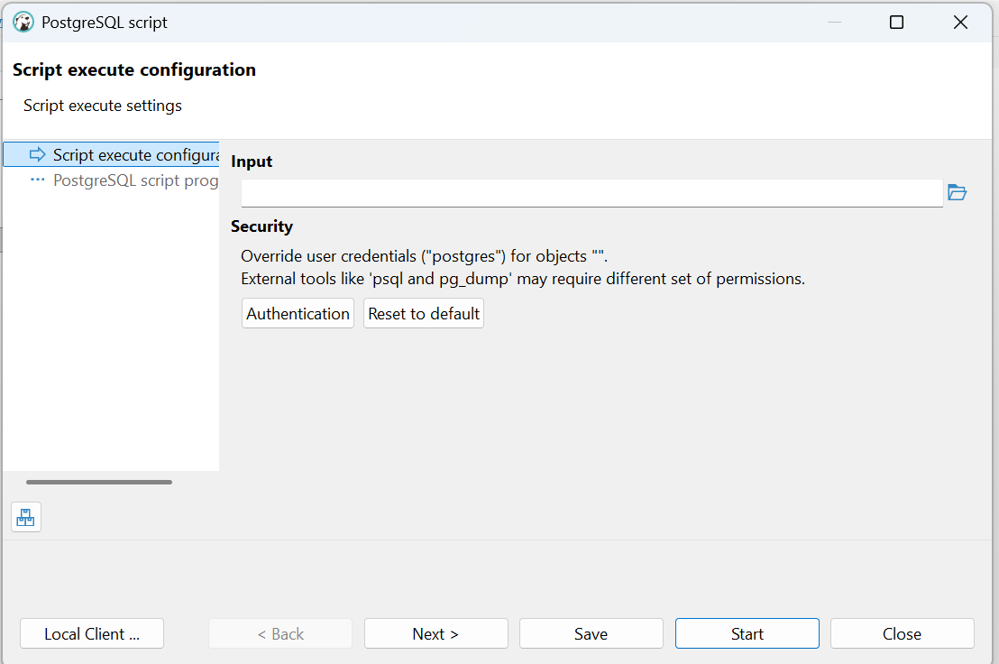 PostgreSQL script
Script execute configuration
Script execute settings
Script execute configura
PostgreSQL script prog
Input
Security
Override user credentials ("postgres") for objects "".
External tools like 'psql and pg_dump' may require different set of permissions.
Authentication
Reset to default
Local Client ...
< Back
Next >
Save
Start
Close